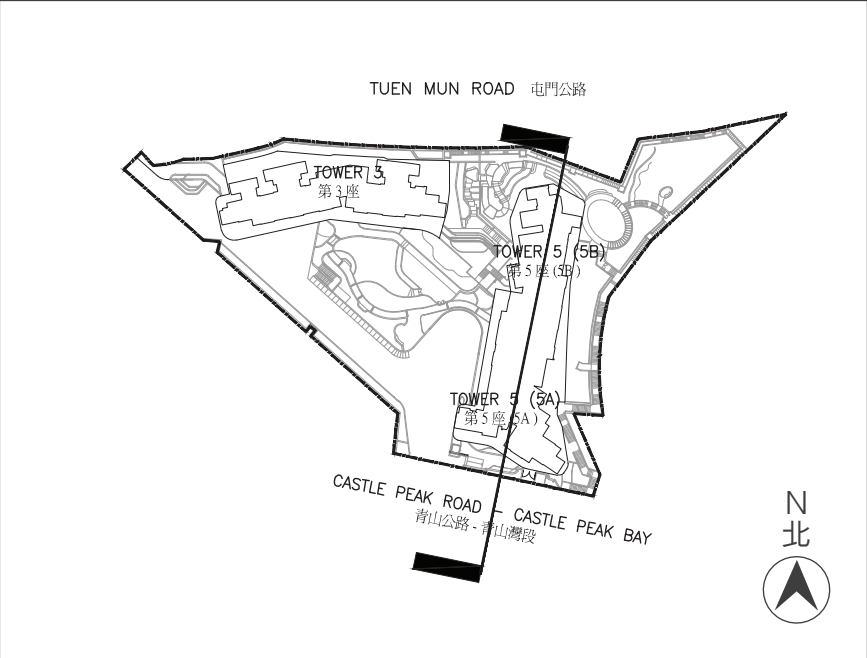 TUEN MUN ROAD 屯門公路
TOWER 3
第 3 座
TOWER 5 (5B)
第 5 座 (5B)
TOWER 5 (5A)
第 5 座 (5A)
CASTLE PEAK ROAD – CASTLE PEAK BAY
青山公路 - 青山灣段
N
北